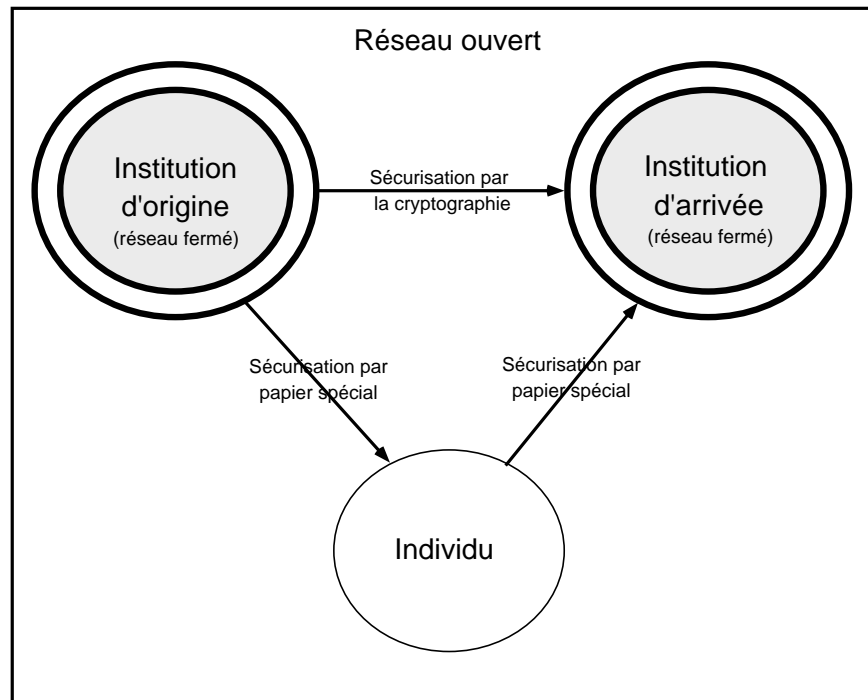 Réseau ouvert
Institution
d'origine
(réseau fermé)
Sécurisation par
la cryptographie
Institution
d'arrivée
(réseau fermé)
Sécurisation par
papier spécial
Sécurisation par
papier spécial
Individu